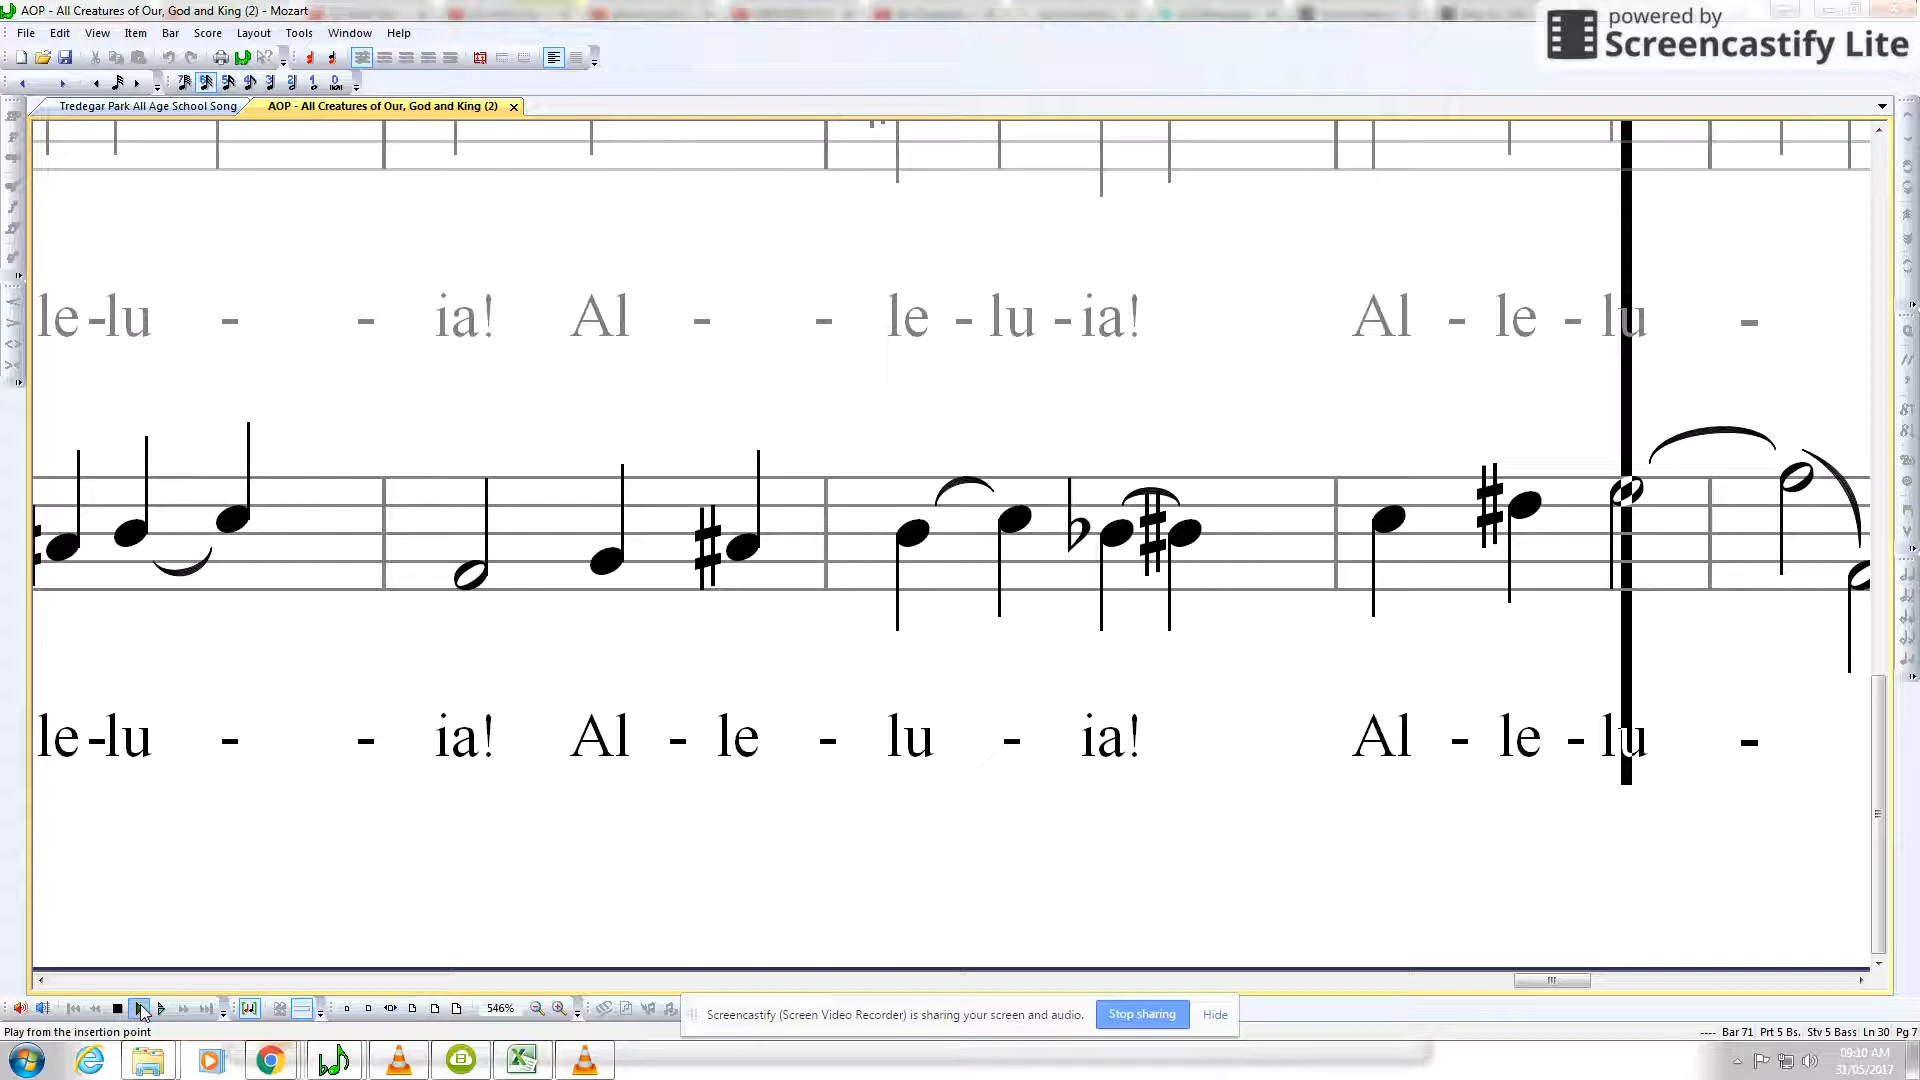 AOP - All Creatures of Our, God and King (2) - Mozart
powered by
Screencastify Lite
File Edit View Item Bar Score Layout Tools Window Help
Tredegar Park All Age School Song AOP - All Creatures of Our, God and King (2)
le-lu - - ia! Al - - le - lu - ia! Al - le - lu -
le-lu - - ia! Al - le - lu - ia! Al - le - lu -
546%
Screencastify (Screen Video Recorder) is sharing your screen and audio. Stop sharing Hide
Play from the insertion point
---- Bar 71 Prt 5 Bs. Stv 5 Bass Ln 30 Pg 7
09:10 AM
31/05/2017